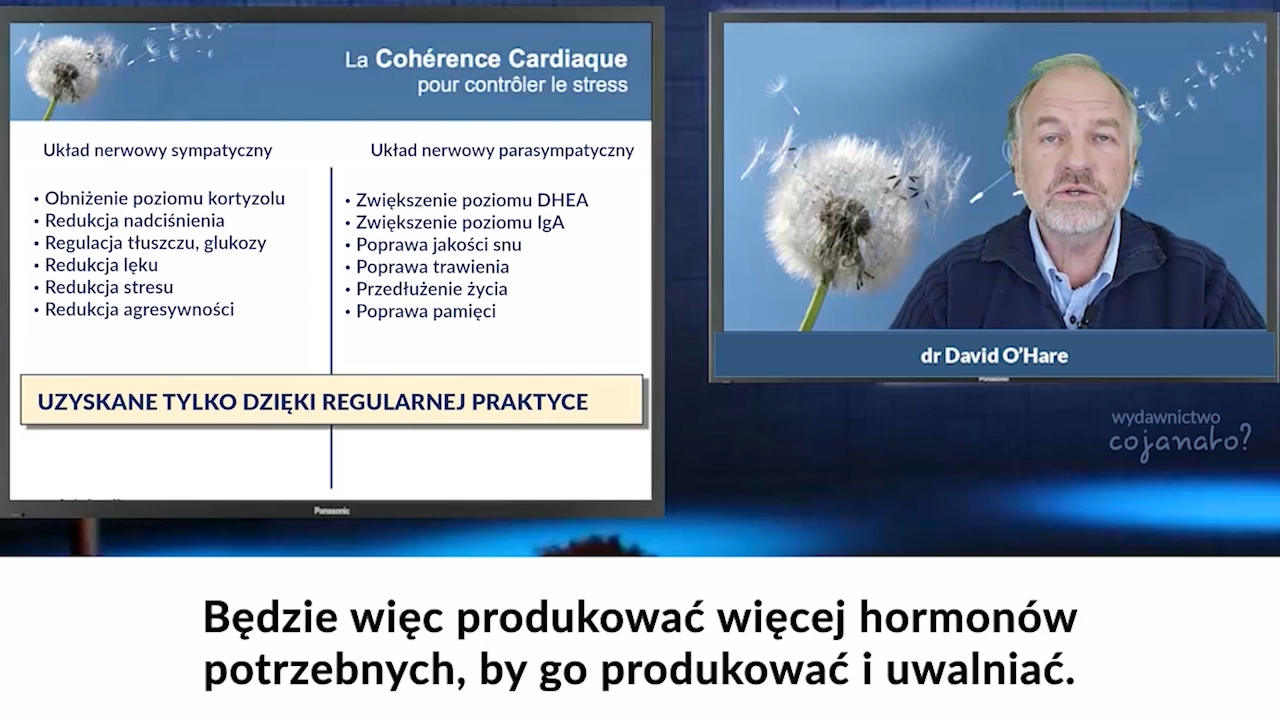 La Cohérence Cardiaque
pour contrôler le stress
Układ nerwowy sympatyczny
• Obniżenie poziomu kortyzolu
• Redukcja nadciśnienia
• Regulacja tłuszczu, glukozy
• Redukcja lęku
• Redukcja stresu
• Redukcja agresywności
Układ nerwowy parasympatyczny
• Zwiększenie poziomu DHEA
• Zwiększenie poziomu IgA
• Poprawa jakości snu
• Poprawa trawienia
• Przedłużenie życia
• Poprawa pamięci
UZYSKANE TYLKO DZIĘKI REGULARNEJ PRAKTYCE
Panasonic
dr David O'Hare
Panasonic
wydawnictwo
cojanato?
Będzie więc produkować więcej hormonów
potrzebnych, by go produkować i uwalniać.